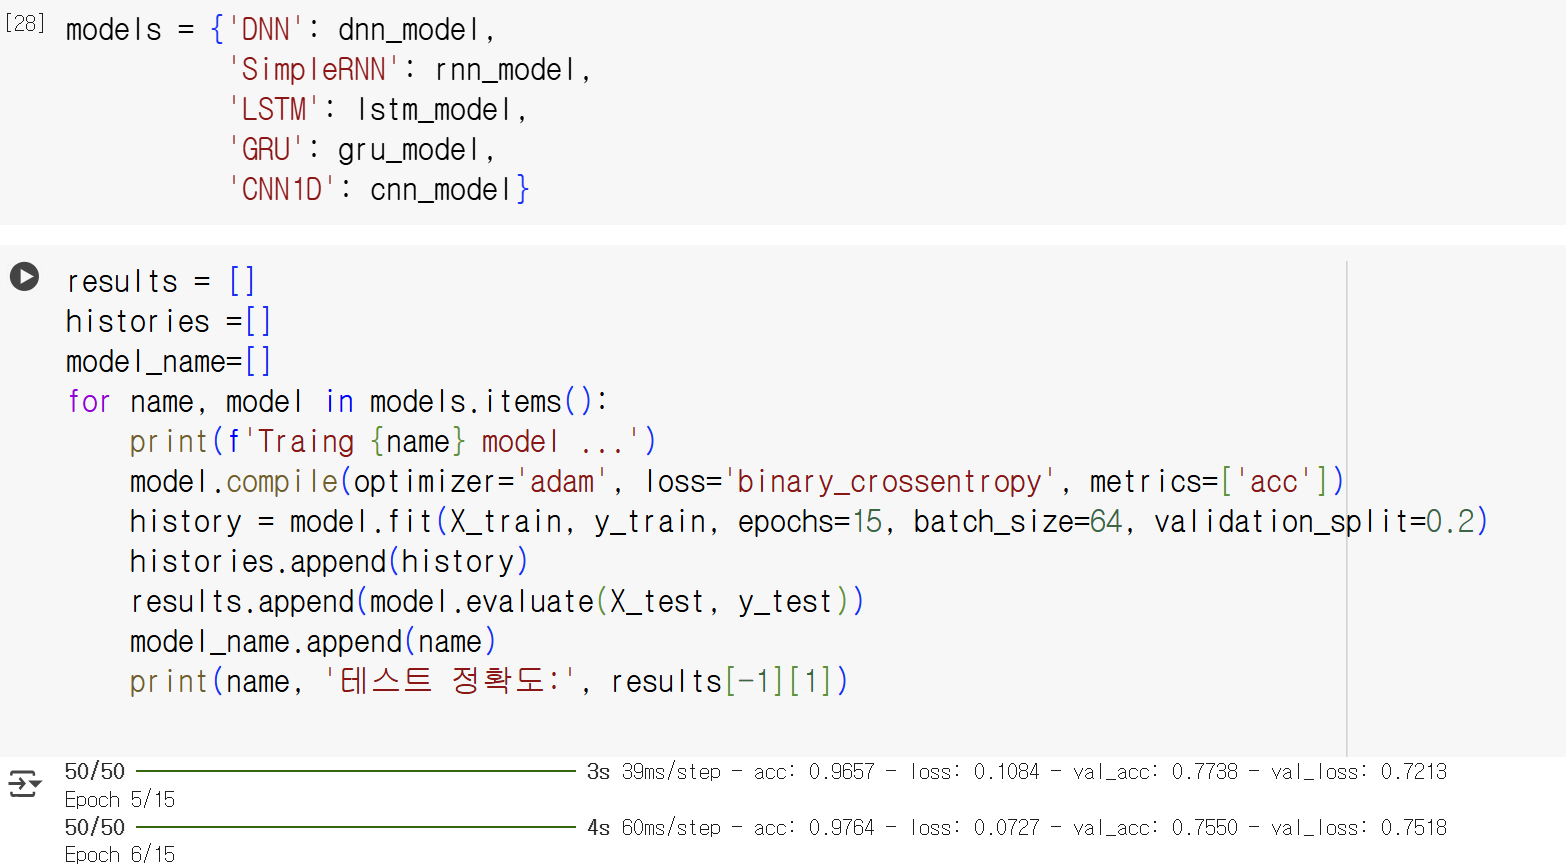 [28] models = {'DNN': dnn_model,
'SimpleRNN': rnn_model,
'LSTM': lstm_model,
'GRU': gru_model,
'CNN1D': cnn_model}
results = []
histories =[]
model_name=[]
for name, model in models.items():
print(f'Traing {name} model ...')
model.compile(optimizer='adam', loss='binary_crossentropy', metrics=['acc'])
history = model.fit(X_train, y_train, epochs=15, batch_size=64, validation_split=0.2)
histories.append(history)
results.append(model.evaluate(X_test, y_test))
model_name.append(name)
print(name, '테스트 정확도:', results[-1][1])
50/50 3s 39ms/step - acc: 0.9657 - loss: 0.1084 - val_acc: 0.7738 - val_loss: 0.7213
Epoch 5/15
50/50 4s 60ms/step - acc: 0.9764 - loss: 0.0727 - val_acc: 0.7550 - val_loss: 0.7518
Epoch 6/15